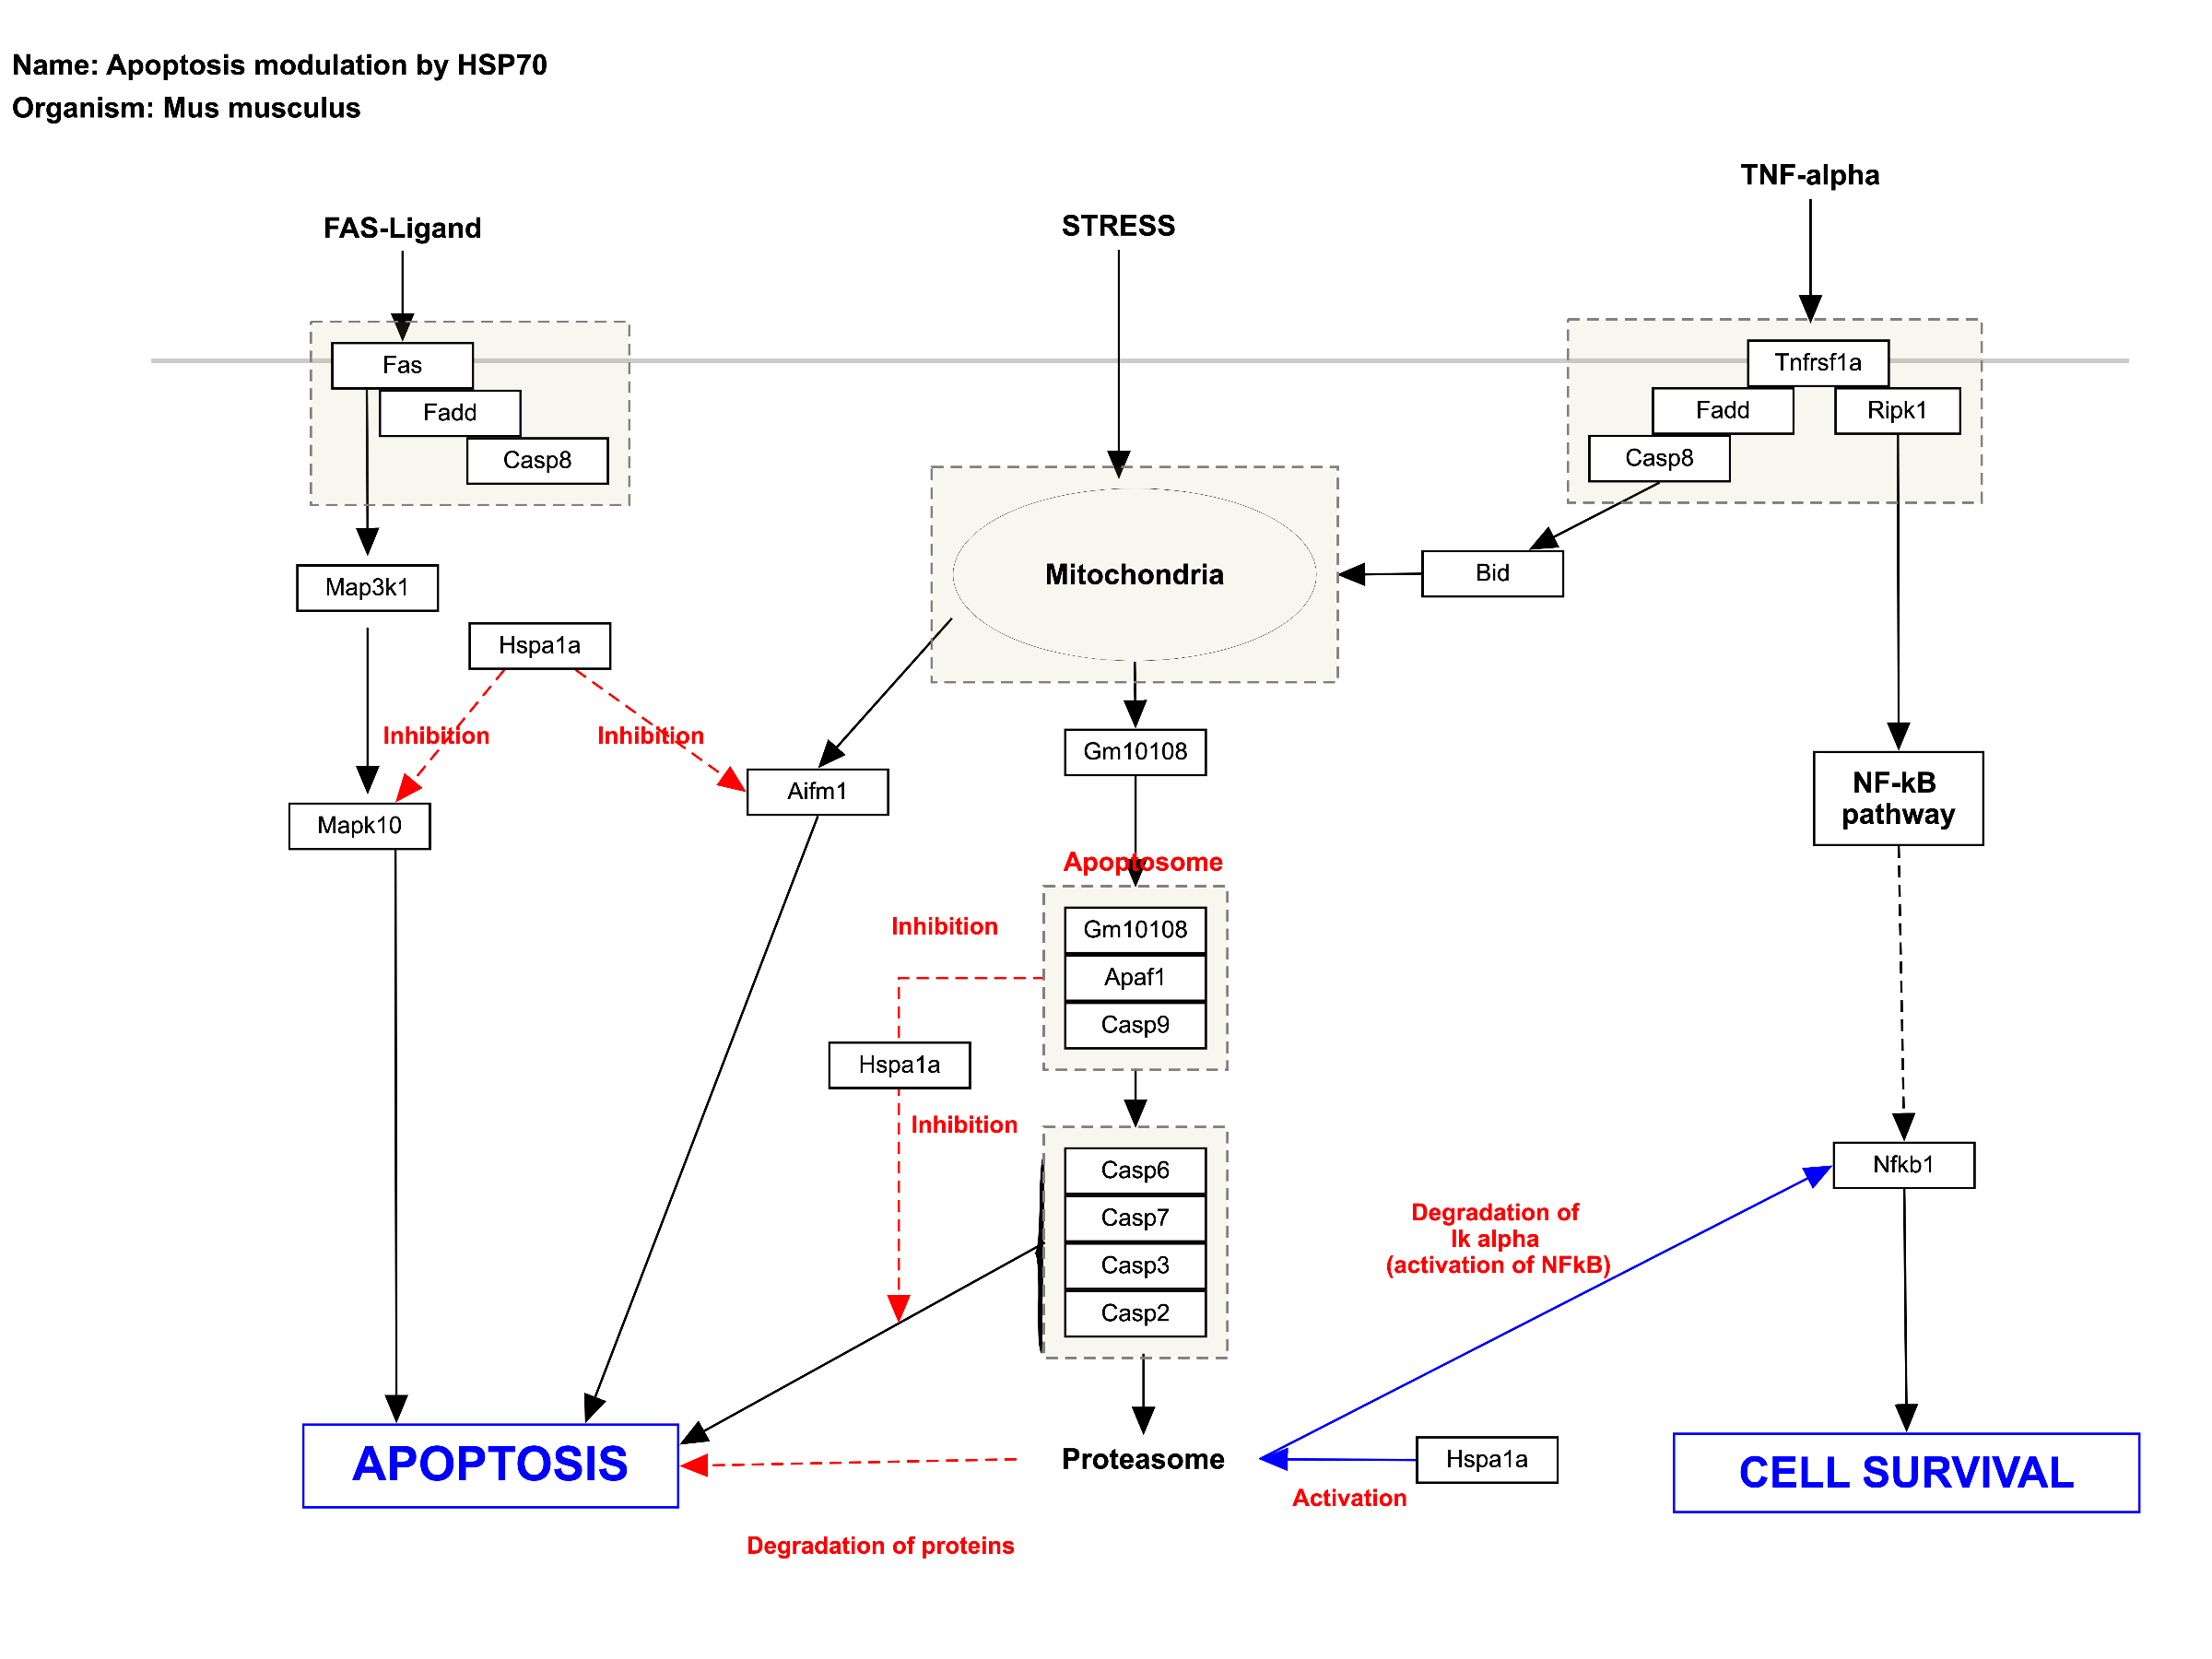 Name: Apoptosis modulation by HSP70
Organism: Mus musculus
TNF-alpha
FAS-Ligand
STRESS
Fas
Tnfrsf1a
Fadd
Fadd
Ripk1
Casp8
Casp8
Mitochondria
Bid
Map3k1
Hspa1a
Inhibition
Inhibition
Gm10108
Aifm1
NF-kB
pathway
Mapk10
Apoptosome
Inhibition
Gm10108
Apaf1
Casp9
Hspa1a
Inhibition
Casp6
Nfkb1
Casp7
Degradation of
Ik alpha
(activation of NFkB)
Casp3
Casp2
APOPTOSIS
Proteasome
Hspa1a
CELL SURVIVAL
Activation
Degradation of proteins